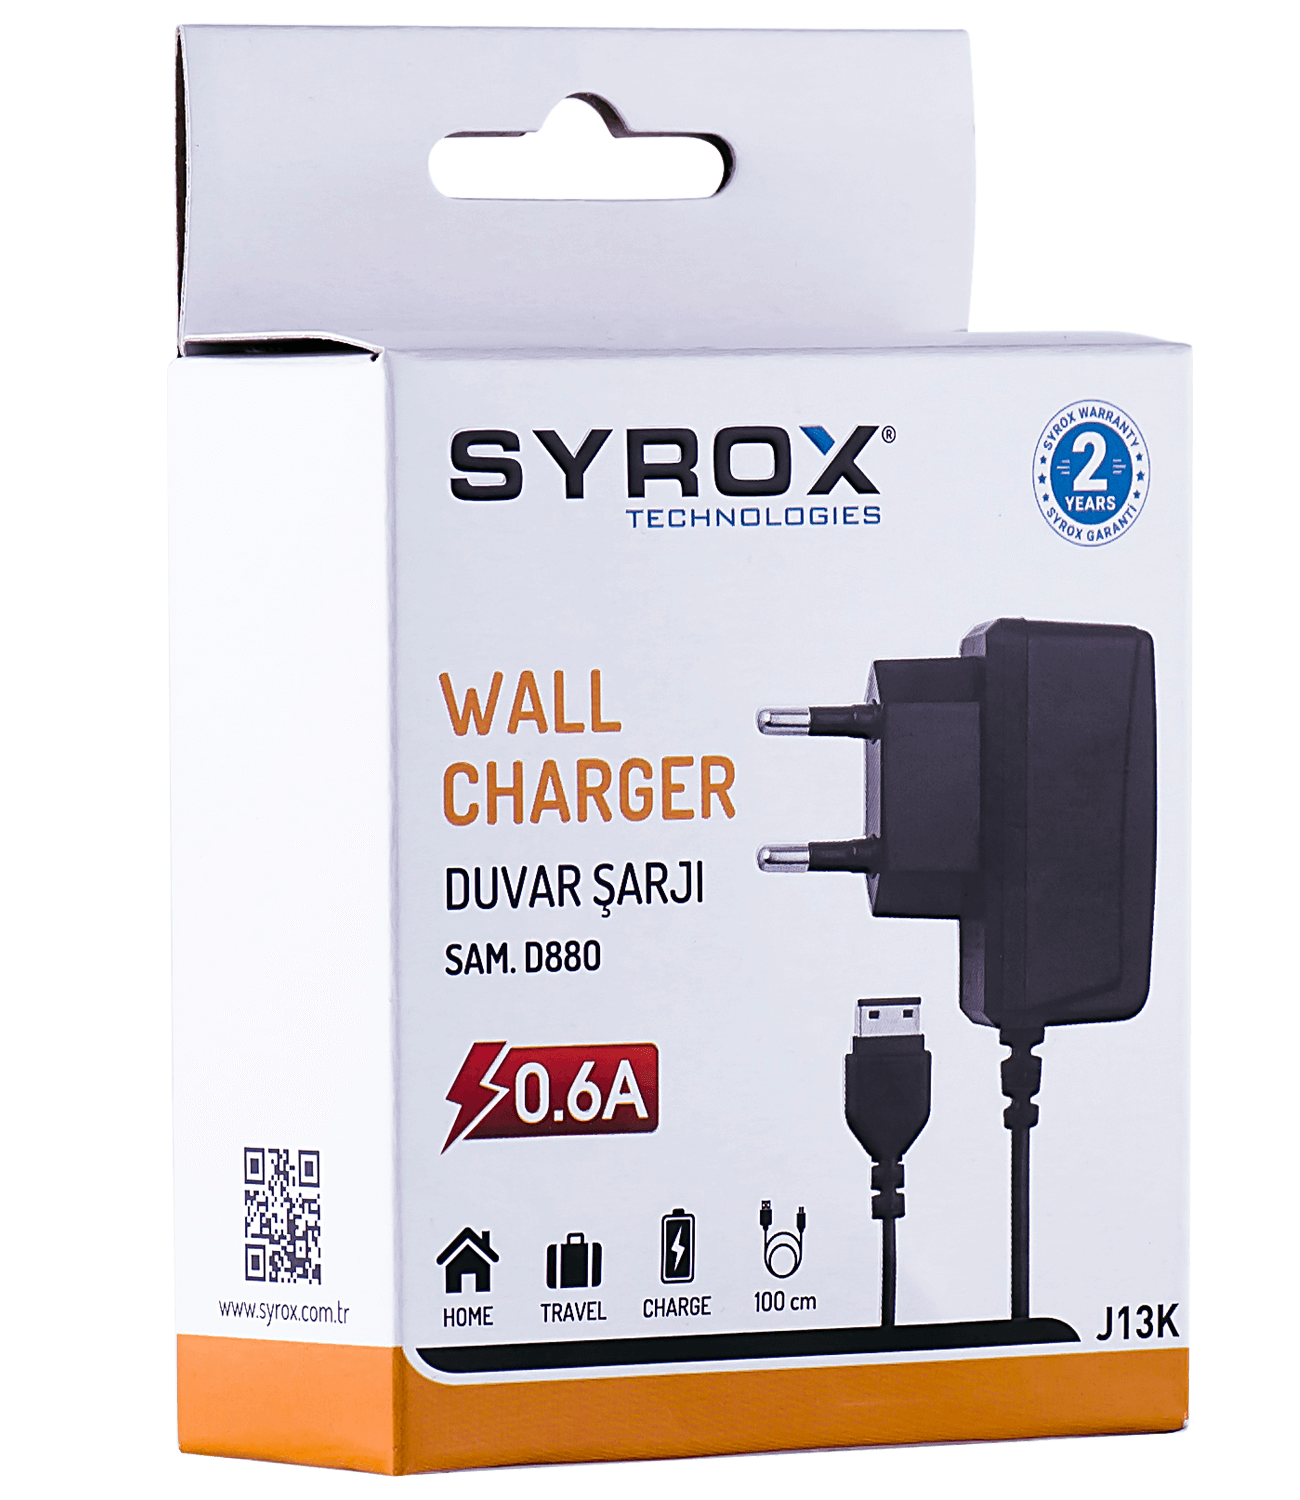 SYROX®
TECHNOLOGIES
SYROX WARRANTY
2
YEARS
SYROX GARANTİ
WALL
CHARGER
DUVAR ŞARJI
SAM. D880
0.6A
HOME
TRAVEL
CHARGE
100 cm
J13K
www.syrox.com.tr